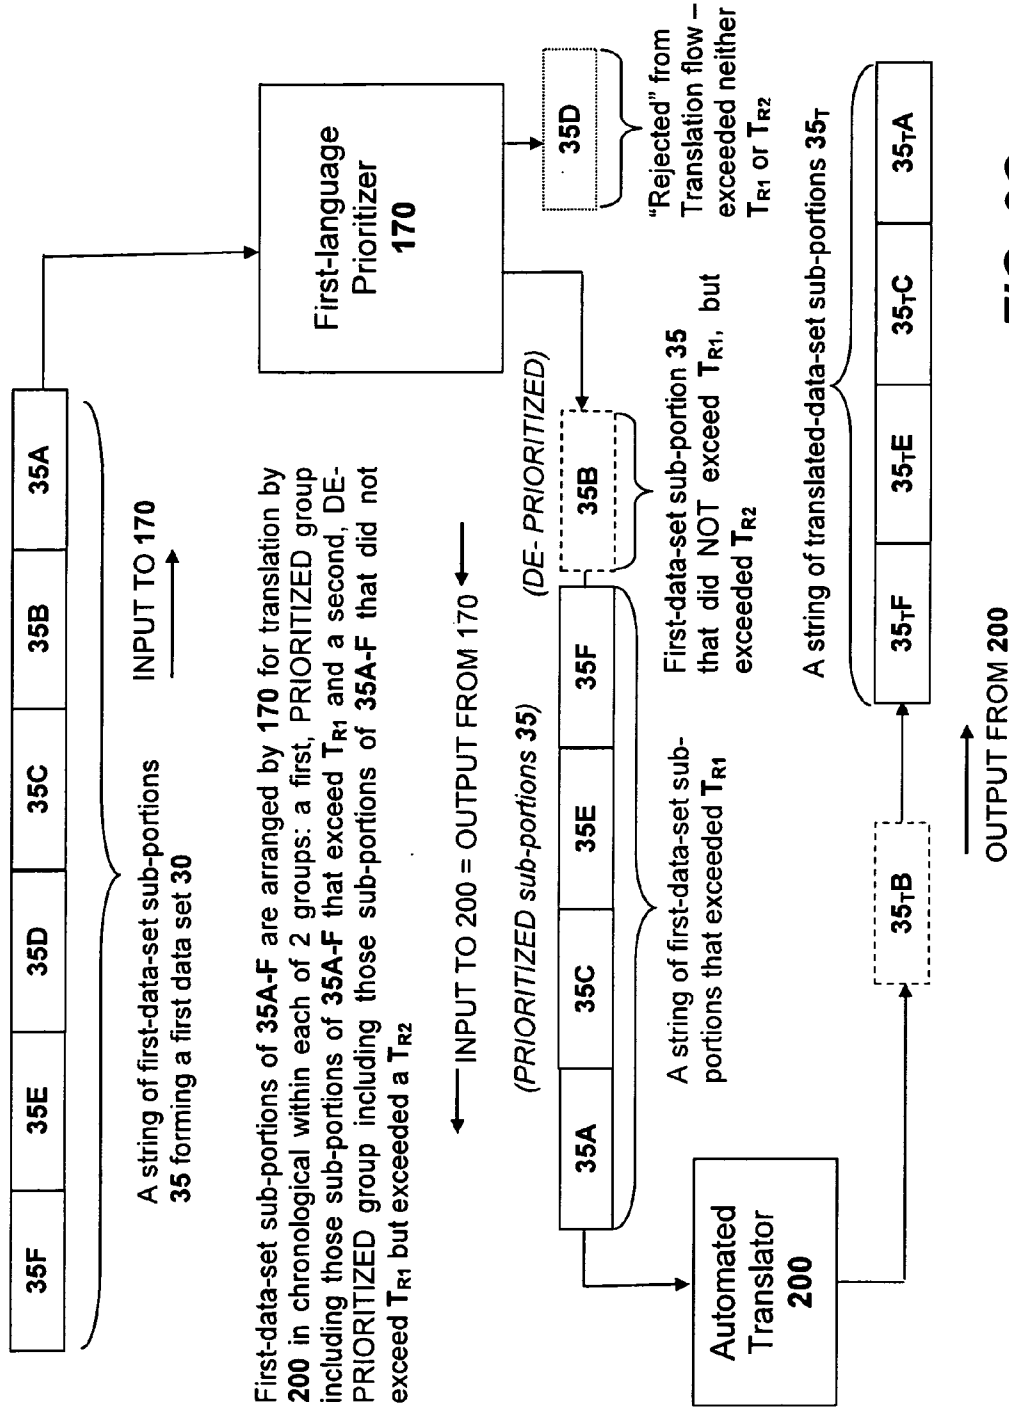 35F 35E 35D 35C 35B 35A
A string of first-data-set sub-portions
35 forming a first data set 30
INPUT TO 170
First-data-set sub-portions of 35A-F are arranged by 170 for translation by
200 in chronological within each of 2 groups: a first, PRIORITIZED group
including those sub-portions of 35A-F that exceed TR1 and a second, DE-
PRIORITIZED group including those sub-portions of 35A-F that did not
exceed TR1 but exceeded a TR2
First-language
Prioritizer
170
INPUT TO 200 = OUTPUT FROM 170
(PRIORITIZED sub-portions 35)
(DE- PRIORITIZED)
35A 35C 35E 35F 35B
35D
A string of first-data-set sub-
portions that exceeded TR1
First-data-set sub-portion 35
that did NOT exceed TR1, but
exceeded TR2
"Rejected" from
Translation flow –
exceeded neither
TR1 or TR2
Automated
Translator
200
A string of translated-data-set sub-portions 35T
35TB 35TF 35TE 35TC 35TA
OUTPUT FROM 200